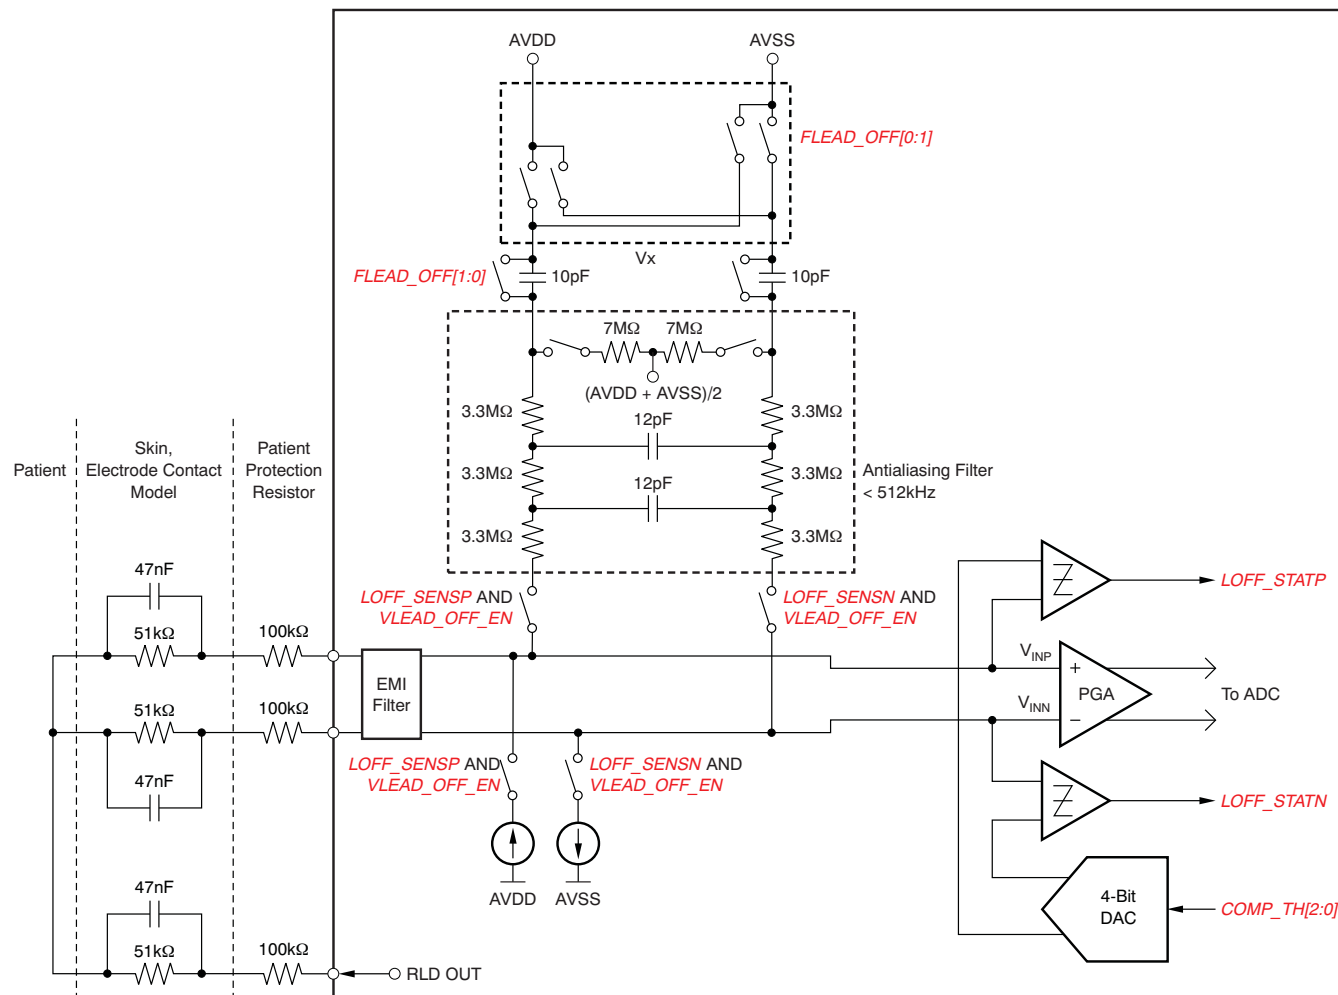 AVDD
AVSS
FLEAD_OFF[0:1]
Vx
FLEAD_OFF[1:0]
10pF
10pF
7MΩ
7MΩ
(AVDD + AVSS)/2
3.3MΩ
12pF
3.3MΩ
3.3MΩ
12pF
3.3MΩ
3.3MΩ
3.3MΩ
Antialiasing Filter
< 512kHz
Patient
Skin,
Electrode Contact
Model
Patient
Protection
Resistor
47nF
51kΩ
100kΩ
51kΩ
100kΩ
47nF
47nF
51kΩ
100kΩ
RLD OUT
EMI
Filter
LOFF_SENSP AND
VLEAD_OFF_EN
LOFF_SENSN AND
VLEAD_OFF_EN
LOFF_SENSP AND
VLEAD_OFF_EN
LOFF_SENSN AND
VLEAD_OFF_EN
AVDD
AVSS
LOFF_STATP
VINP
+
PGA
VINN
−
To ADC
LOFF_STATN
4-Bit
DAC
COMP_TH[2:0]